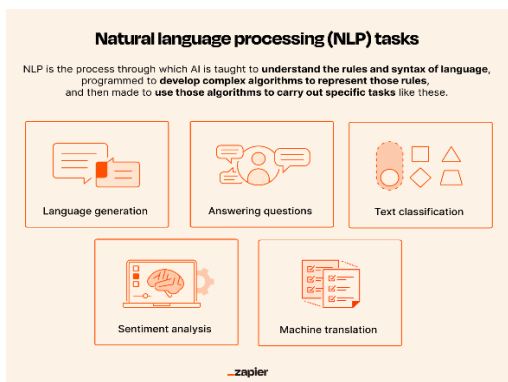 Natural language processing (NLP) tasks
NLP is the process through which AI is taught to understand the rules and syntax of language,
programmed to develop complex algorithms to represent those rules,
and then made to use those algorithms to carry out specific tasks like these.
Language generation
Answering questions
Text classification
Sentiment analysis
Machine translation
_zapier